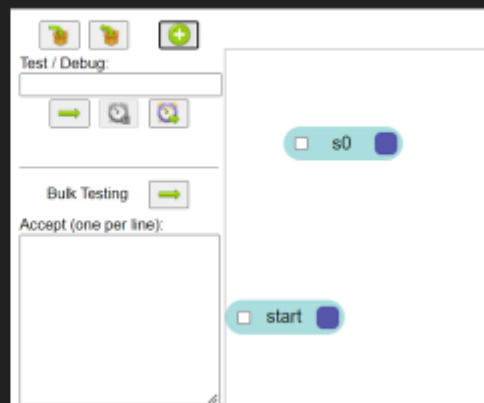 Test / Debug:
s0
Bulk Testing
Accept (one per line):
start